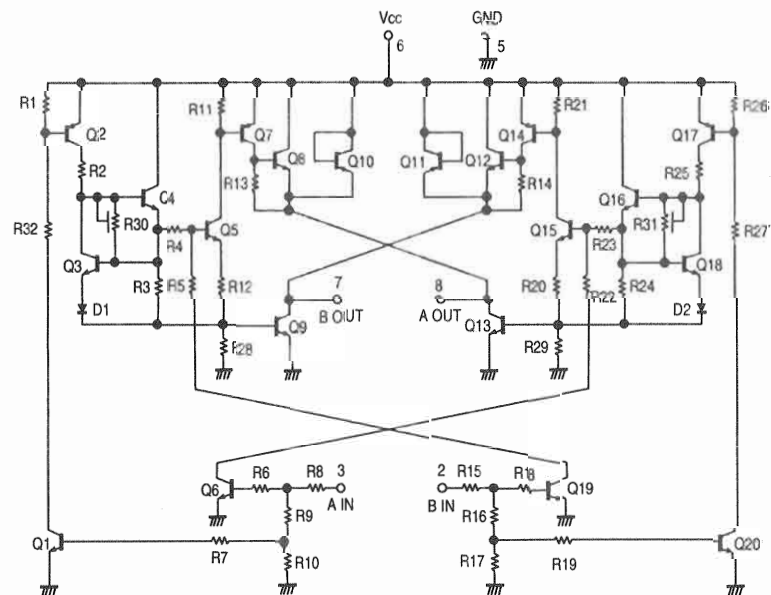 Vcc GND
6 5
R1 R11 Q7 Q14 R21 Q17 R26
Q2 Q8 Q10 Q11 Q12
R2 R13 R14 Q16 R25
C4
R32 R30 R4 Q5 Q15 R23 R31 R27
Q3 R3 R5 R12 R20 R22 R24 Q18
D1 7 8 D2
B OUT A OUT
Q9 Q13
R28 R29
3 2
Q6 R6 R8 R15 R18 Q19
A IN B IN
R9 R16
Q1 R7 R10 R17 R19 Q20